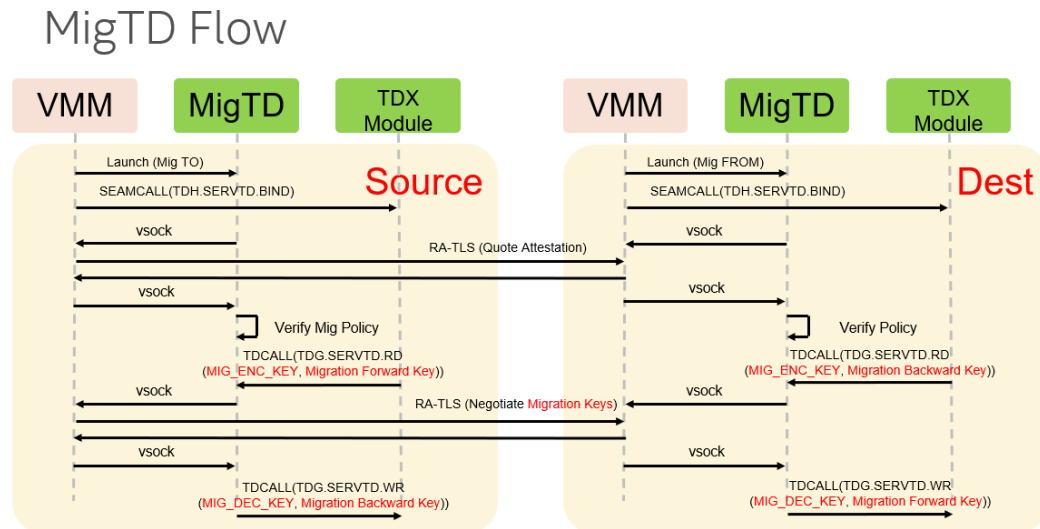 MigTD Flow
VMM
MigTD
TDX
Module
VMM
MigTD
TDX
Module
Source
Launch (Mig TO)
SEAMCALL(TDH.SERVTD.BIND)
vsock
RA-TLS (Quote Attestation)
vsock
Verify Mig Policy
TDCALL(TDG.SERVTD.RD
(MIG_ENC_KEY, Migration Forward Key))
vsock
RA-TLS (Negotiate Migration Keys)
vsock
TDCALL(TDG.SERVTD.WR
(MIG_DEC_KEY, Migration Backward Key))
Dest
Launch (Mig FROM)
SEAMCALL(TDH.SERVTD.BIND)
vsock
vsock
Verify Policy
TDCALL(TDG.SERVTD.RD
(MIG_ENC_KEY, Migration Backward Key))
vsock
vsock
TDCALL(TDG.SERVTD.WR
(MIG_DEC_KEY, Migration Forward Key))